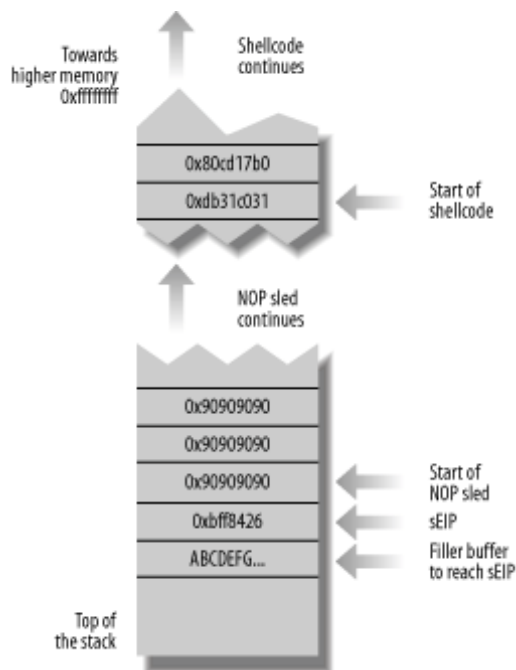 Towards
higher memory
0xffffffff
Shellcode
continues
0x80cd17b0
0xdb31c031
Start of
shellcode
NOP sled
continues
0x90909090
0x90909090
0x90909090
Start of
NOP sled
0xbff8426
sEIP
ABCDEFG...
Filler buffer
to reach sEIP
Top of
the stack